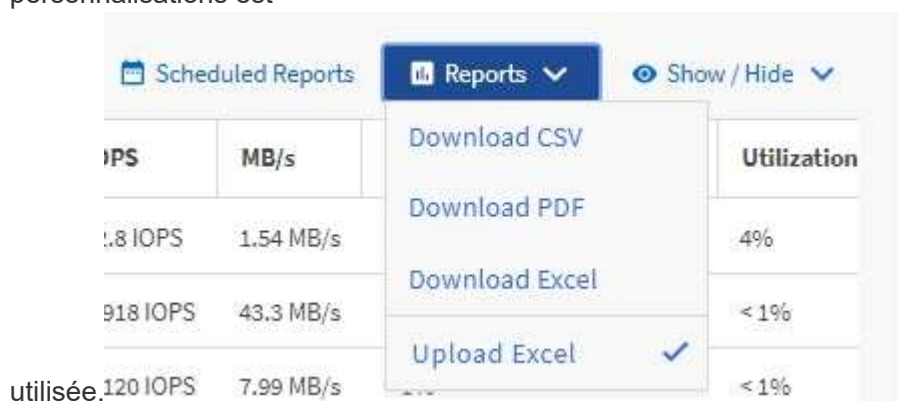 personnalisations est
Scheduled Reports Reports Show / Hide
MB/s Utilization
Download CSV
Download PDF
.8 IOPS 1.54 MB/s 4%
Download Excel
918 IOPS 43.3 MB/s < 1%
Upload Excel
utilisée. 120 IOPS 7.99 MB/s < 1%